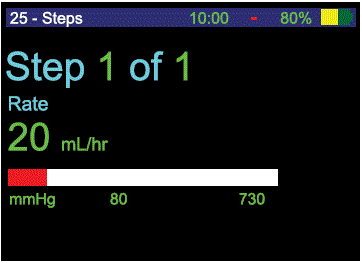 25 - Steps 10:00 - 80%
Step 1 of 1
Rate
20 mL/hr
mmHg 80 730